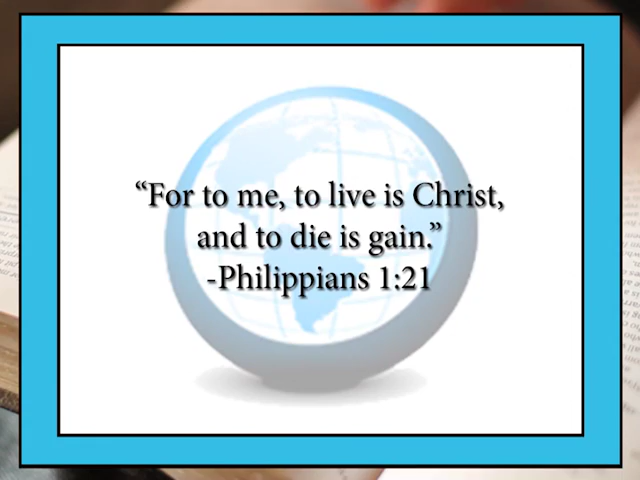 “For to me, to live is Christ,
and to die is gain.”
-Philippians 1:21